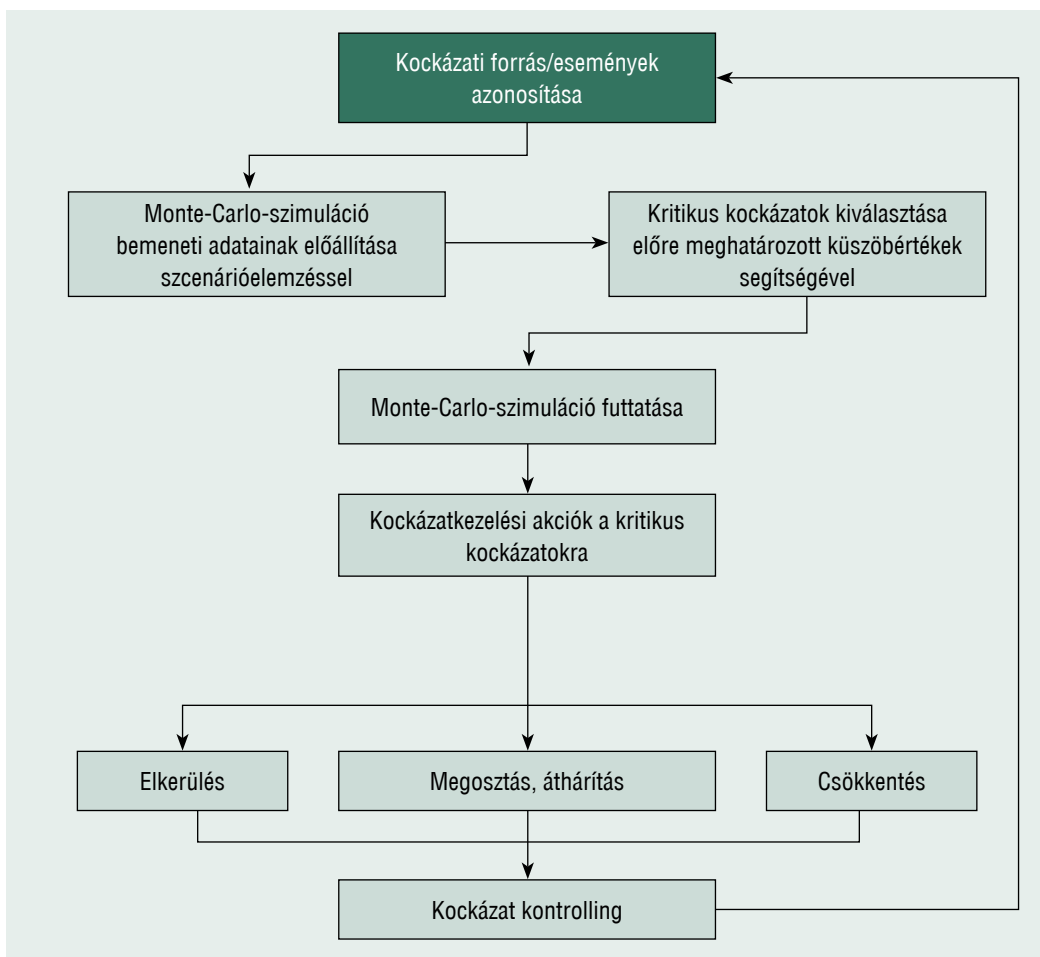 Kockázati forrás/események
azonosítása
Monte-Carlo-szimuláció
bemeneti adatainak előállítása
szcenárióelemzéssel
Kritikus kockázatok kiválasztása
előre meghatározott küszöbértékek
segítségével
Monte-Carlo-szimuláció futtatása
Kockázatkezelési akciók a kritikus
kockázatokra
Elkerülés
Megosztás, áthárítás
Csökkentés
Kockázat kontrolling